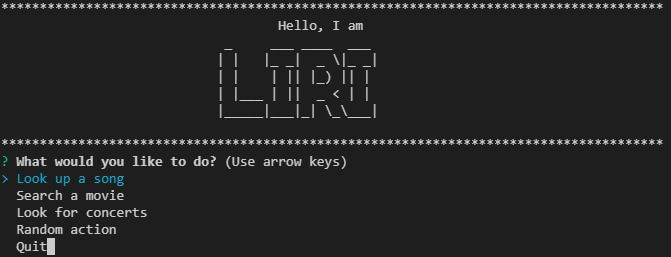 *************************************************************************************
Hello, I am
LIRI
*************************************************************************************
? What would you like to do? (Use arrow keys)
> Look up a song
Search a movie
Look for concerts
Random action
Quit